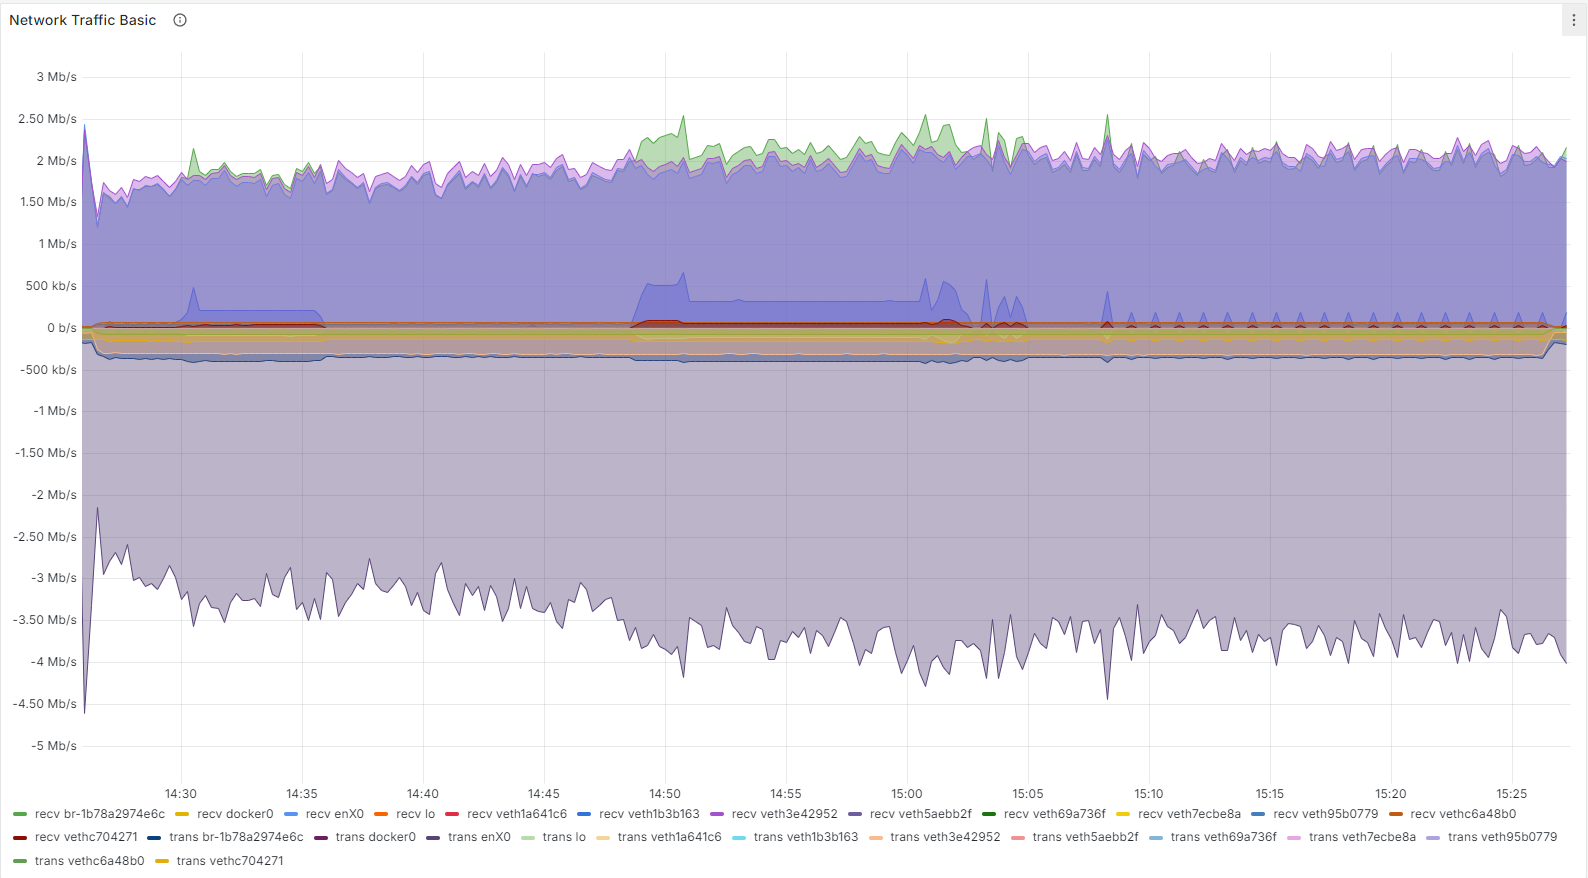 Network Traffic Basic
3 Mb/s
2.50 Mb/s
2 Mb/s
1.50 Mb/s
1 Mb/s
500 kb/s
0 b/s
-500 kb/s
-1 Mb/s
-1.50 Mb/s
-2 Mb/s
-2.50 Mb/s
-3 Mb/s
-3.50 Mb/s
-4 Mb/s
-4.50 Mb/s
-5 Mb/s
14:30 14:35 14:40 14:45 14:50 14:55 15:00 15:05 15:10 15:15 15:20 15:25
recv br-1b78a2974e6c recv docker0 recv enX0 recv lo recv veth1a641c6 recv veth1b3b163 recv veth3e42952 recv veth5aebb2f recv veth69a736f recv veth7ecbe8a recv veth95b0779 recv vethc6a48b0
recv vethc704271 trans br-1b78a2974e6c trans docker0 trans enX0 trans lo trans veth1a641c6 trans veth1b3b163 trans veth3e42952 trans veth5aebb2f trans veth69a736f trans veth7ecbe8a trans veth95b0779
trans vethc6a48b0 trans vethc704271